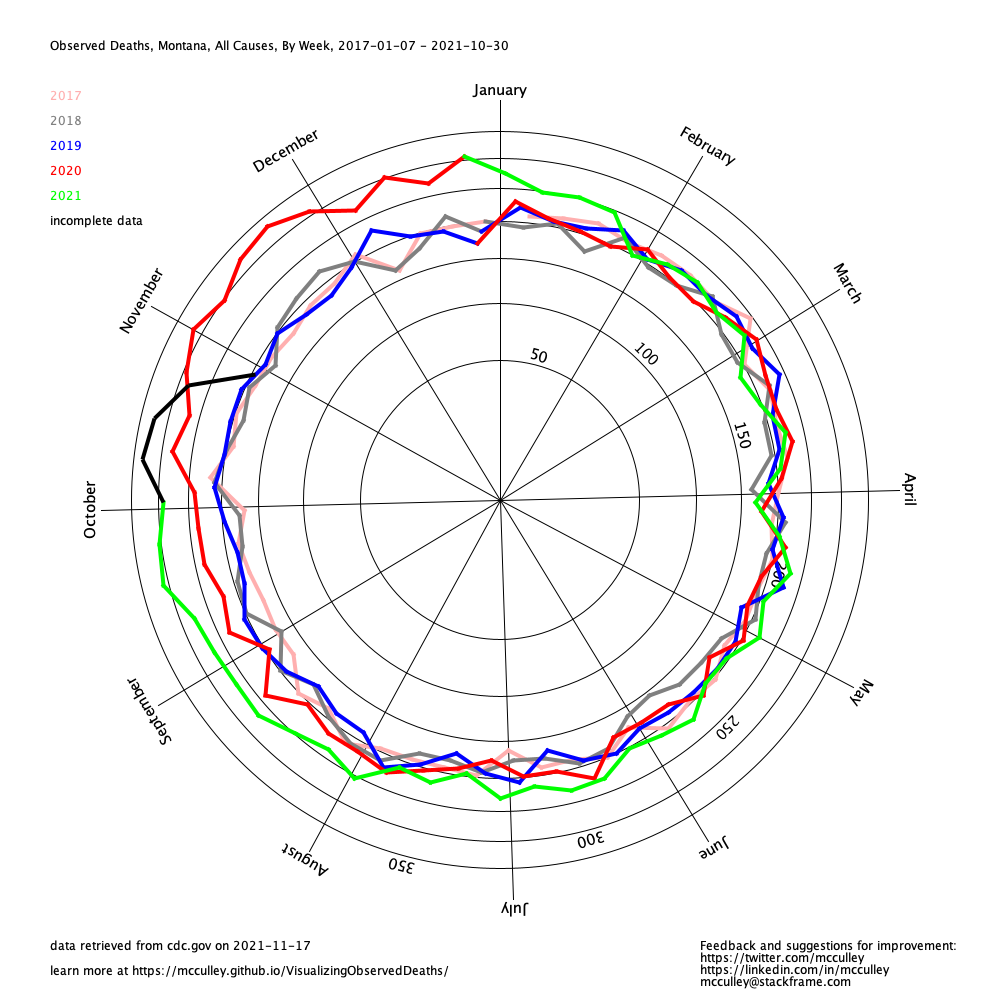 Observed Deaths, Montana, All Causes, By Week, 2017-01-07 - 2021-10-30
2017
2018
2019
2020
2021
incomplete data
January
February
March
April
May
June
July
August
September
October
November
December
50
100
150
200
250
300
350
data retrieved from cdc.gov on 2021-11-17
learn more at https://mcculley.github.io/VisualizingObservedDeaths/
Feedback and suggestions for improvement:
https://twitter.com/mcculley
https://linkedin.com/in/mcculley
mcculley@stackframe.com